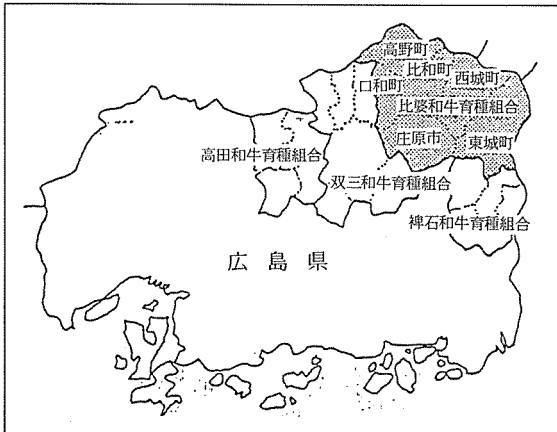 高野町
比和町
西城町
口和町
比婆和牛育種組合
庄原市
東城町
高田和牛育種組合
双三和牛育種組合
裨石和牛育種組合
広島県